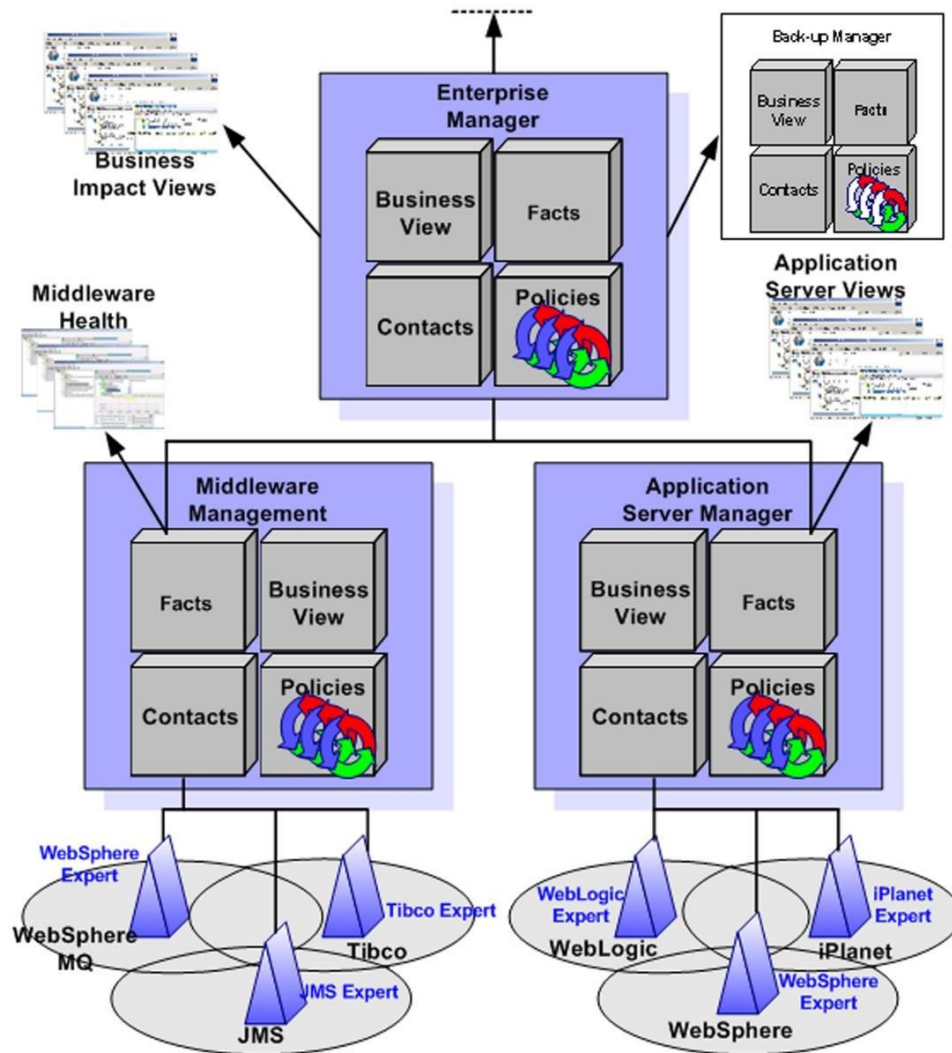 Enterprise
Manager
Business
View
Facts
Contacts
Policies
Business
Impact Views
Back-up Manager
Business
View
Facts
Contacts
Policies
Middleware
Health
Application
Server Views
Middleware
Management
Facts
Business
View
Contacts
Policies
Application
Server Manager
Business
View
Facts
Contacts
Policies
WebSphere
Expert
WebSphere
MQ
Tibco Expert
Tibco
JMS Expert
JMS
WebLogic
Expert
WebLogic
iPlanet
Expert
iPlanet
WebSphere
Expert
WebSphere